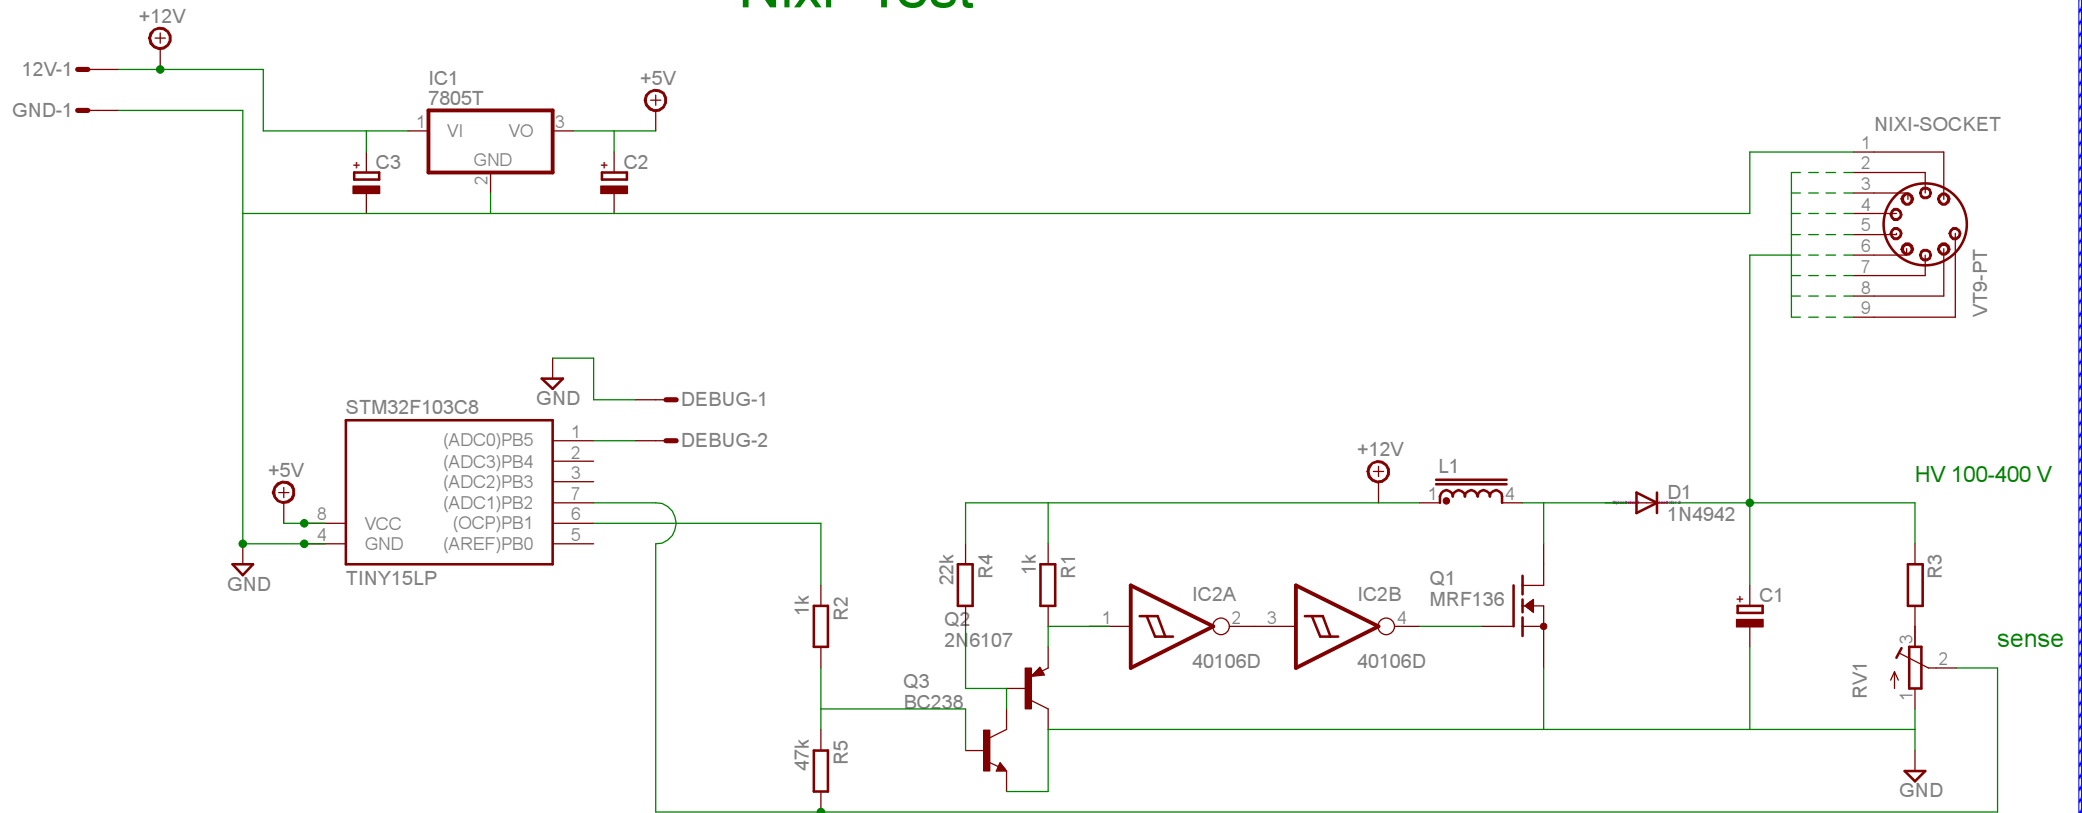 Nixi-Test
+12V
12V-1
GND-1
IC1
7805T
1
VI
VO
3
GND
2
+
C3
+
C2
+5V
NIXI-SOCKET
1
2
3
4
5
6
7
8
9
VT9-PT
GND
DEBUG-1
DEBUG-2
STM32F103C8
(ADC0)PB5
1
(ADC3)PB4
2
(ADC2)PB3
3
(ADC1)PB2
7
(OCP)PB1
6
(AREF)PB0
5
+5V
8
VCC
4
GND
TINY15LP
GND
1k
R2
47k
R5
22k
R4
1k
R1
Q2
2N6107
Q3
BC238
1
IC2A
2
40106D
3
IC2B
4
40106D
+12V
L1
1
4
Q1
MRF136
D1
1N4942
+
C1
HV 100-400 V
R3
sense
3
2
1
RV1
GND